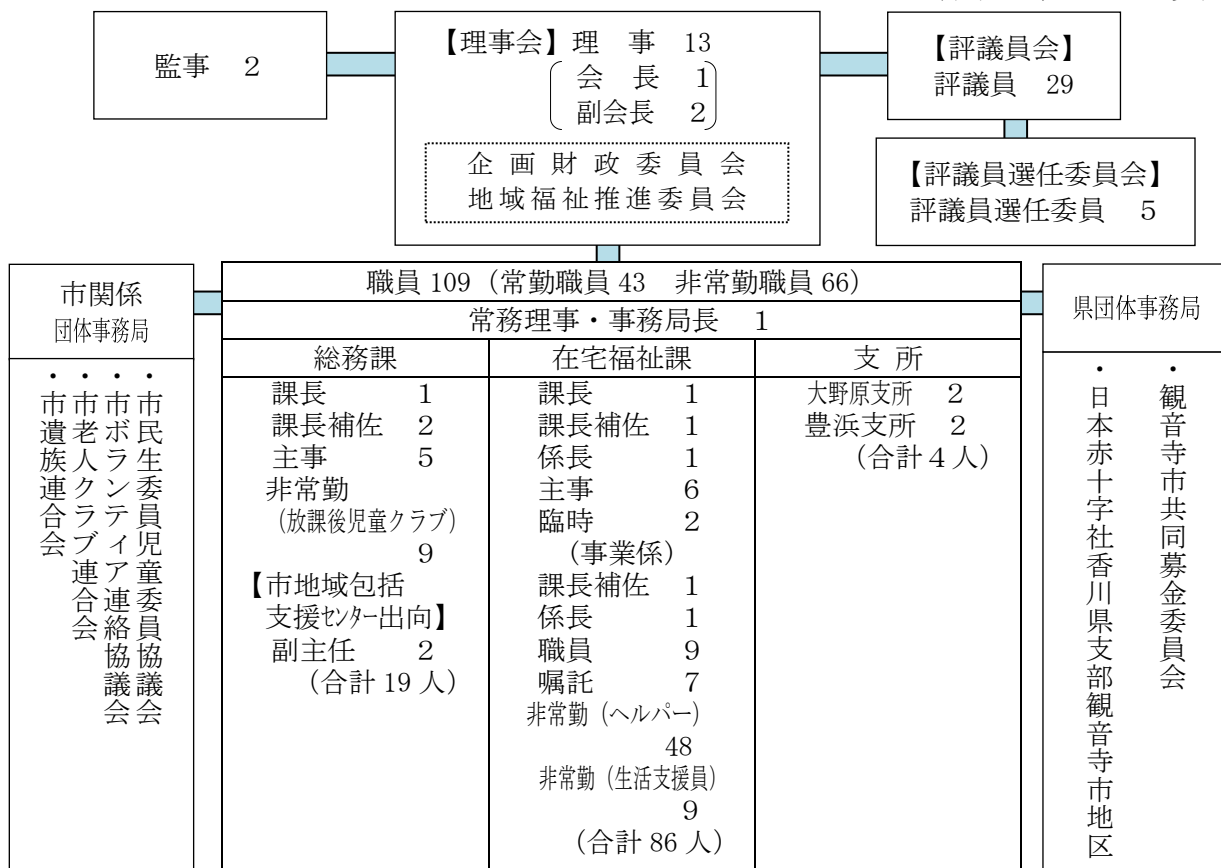 監事 2
【理事会】理 事 13
会 長 1
副会長 2
企画財政委員会
地域福祉推進委員会
【評議員会】
評議員 29
【評議員選任委員会】
評議員選任委員 5
市関係
団体事務局
・市民生委員児童委員協議会
・市ボランティア連絡協議会
・市老人クラブ連合会
・市遺族連合会
職員 109（常勤職員 43 非常勤職員 66）
常務理事・事務局長 1
総務課
課長 1
課長補佐 2
主事 5
非常勤
（放課後児童クラブ）
9
【市地域包括
支援センター出向】
副主任 2
（合計 19 人）
在宅福祉課
課長 1
課長補佐 1
係長 1
主事 6
臨時 2
（事業係）
課長補佐 1
係長 1
職員 9
嘱託 7
非常勤（ヘルパー）
48
非常勤（生活支援員）
9
（合計 86 人）
支 所
大野原支所 2
豊浜支所 2
（合計４人）
県団体事務局
・観音寺市共同募金委員会
・日本赤十字社香川県支部観音寺市地区